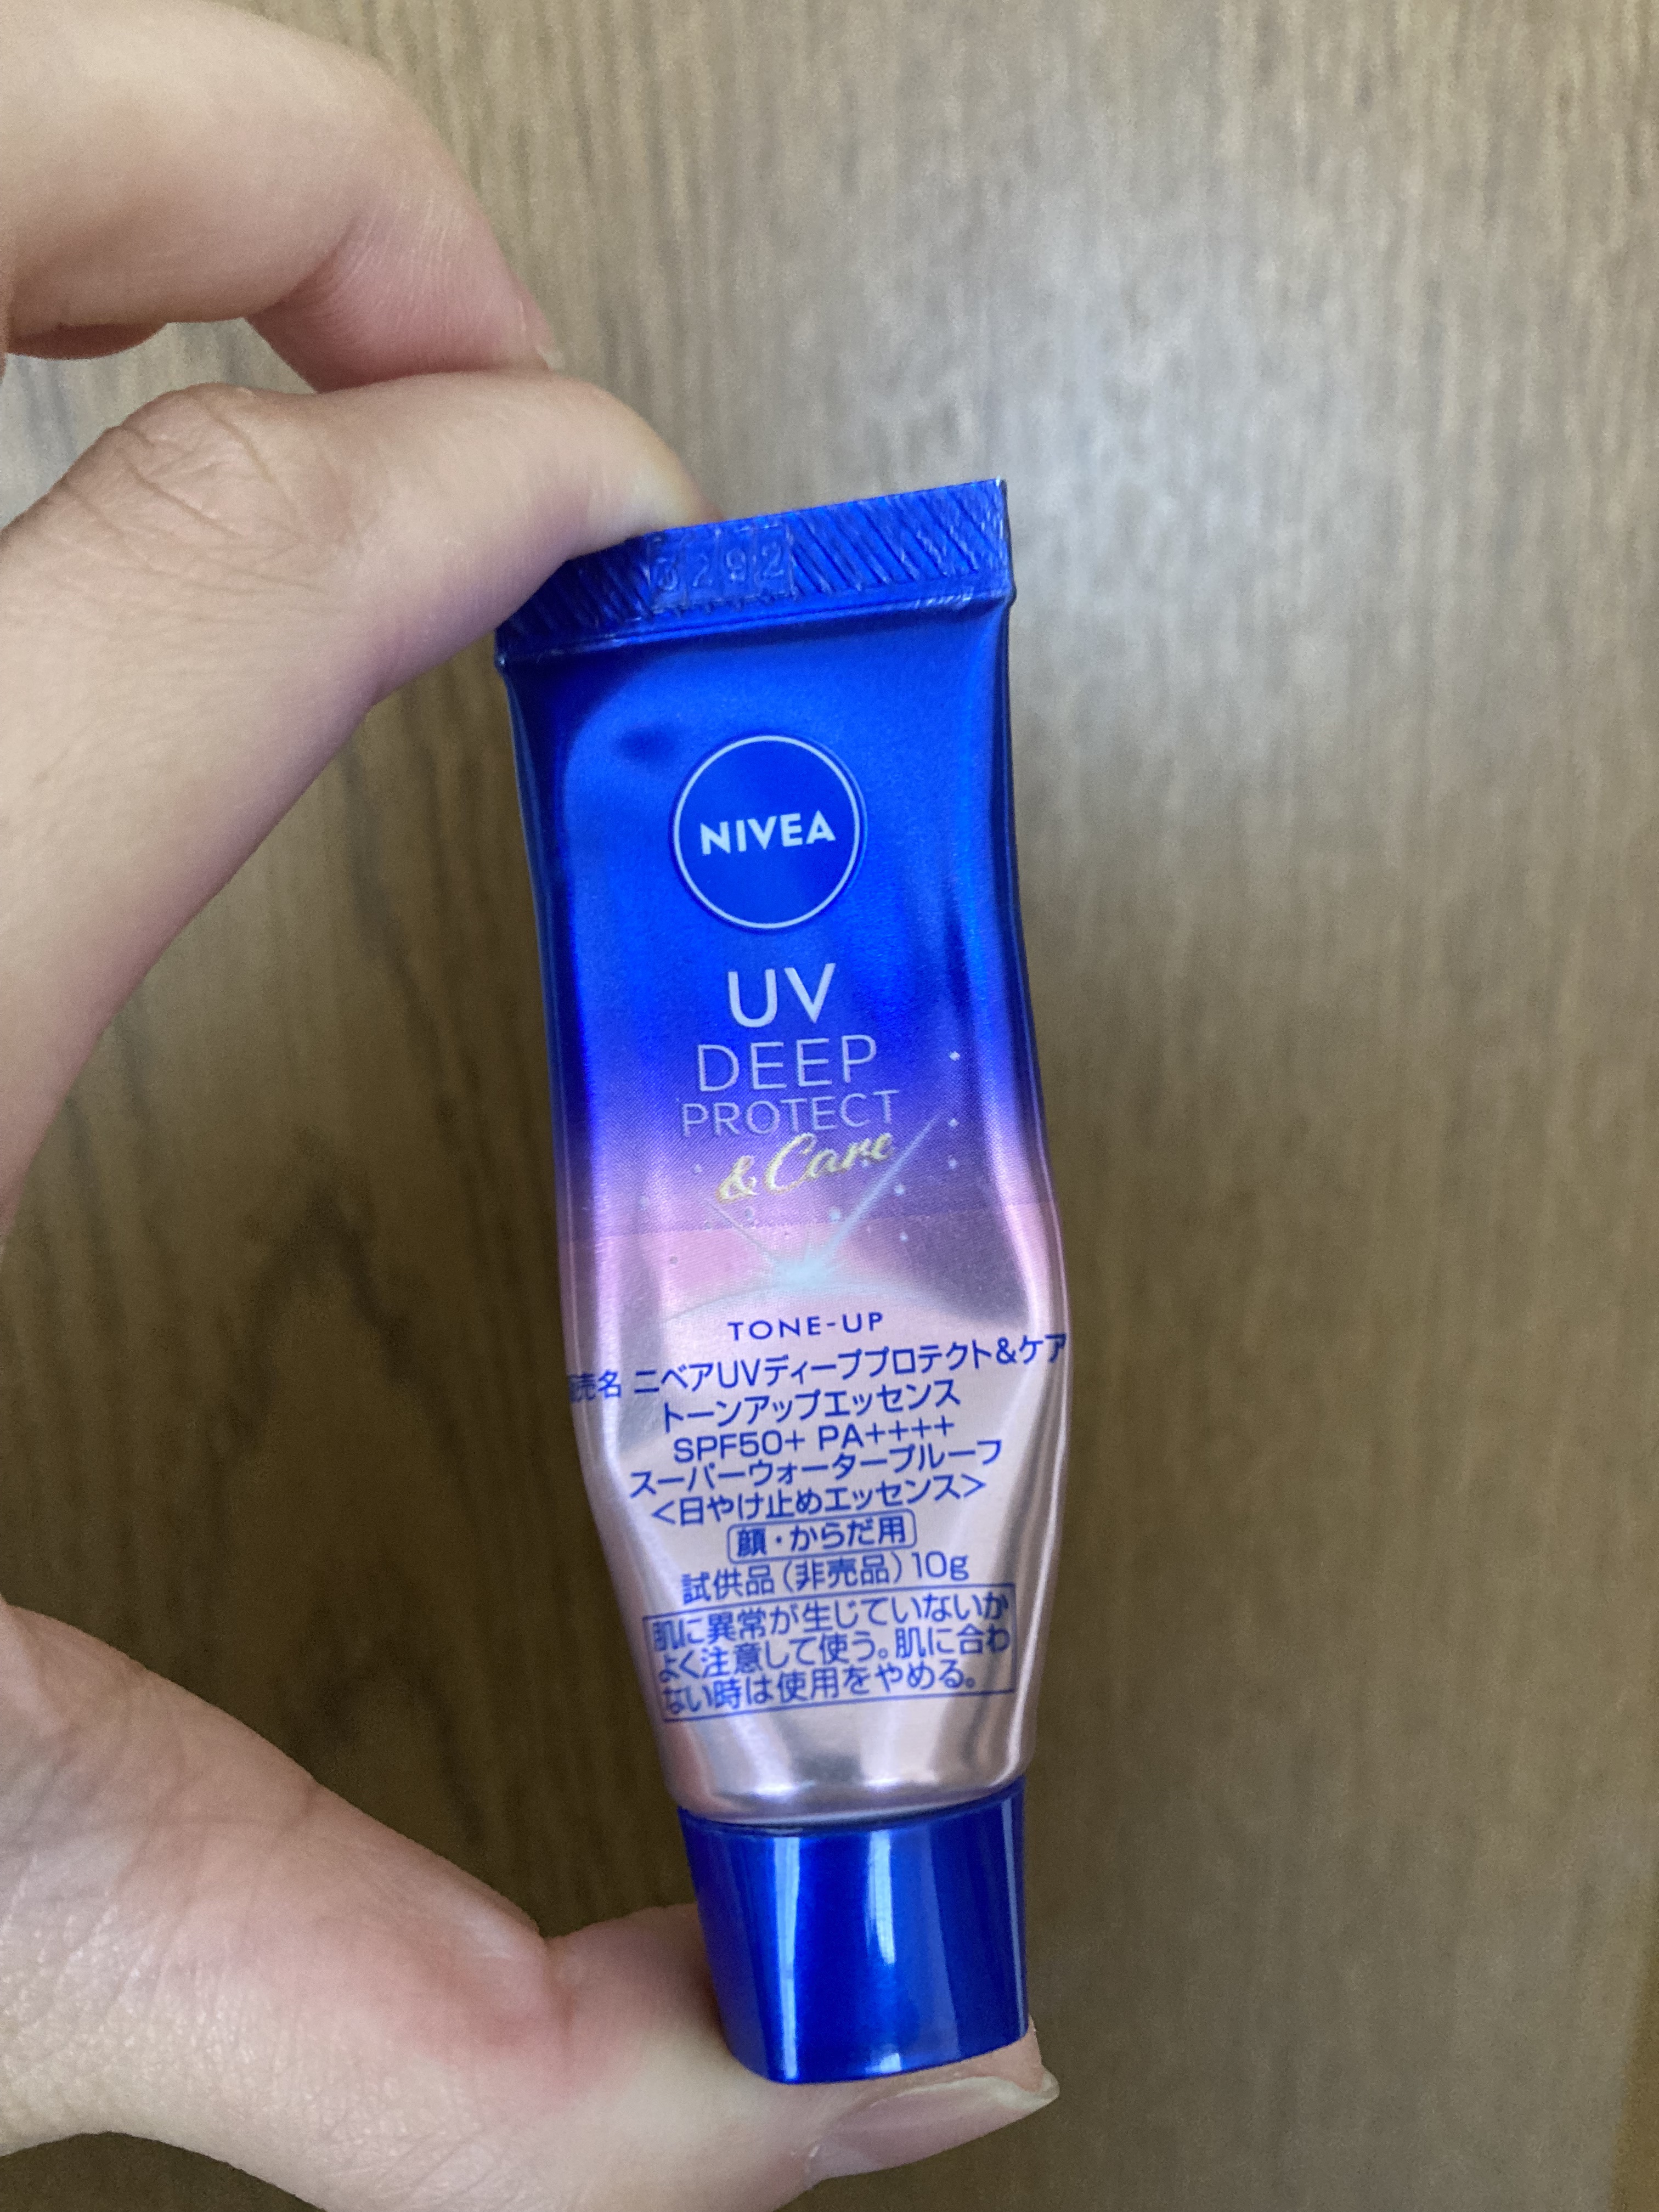 NIVEA
UV
DEEP
PROTECT
& Care
TONE-UP
売名 ニベアUVディーププロテクト&ケア
トーンアップエッセンス
SPF50+ PA++++
スーパーウォータープルーフ
<日やけ止めエッセンス>
顔・からだ用
試供品(非売品)10g
肌に異常が生じていないか
よく注意して使う。肌に合わ
ない時は使用をやめる。